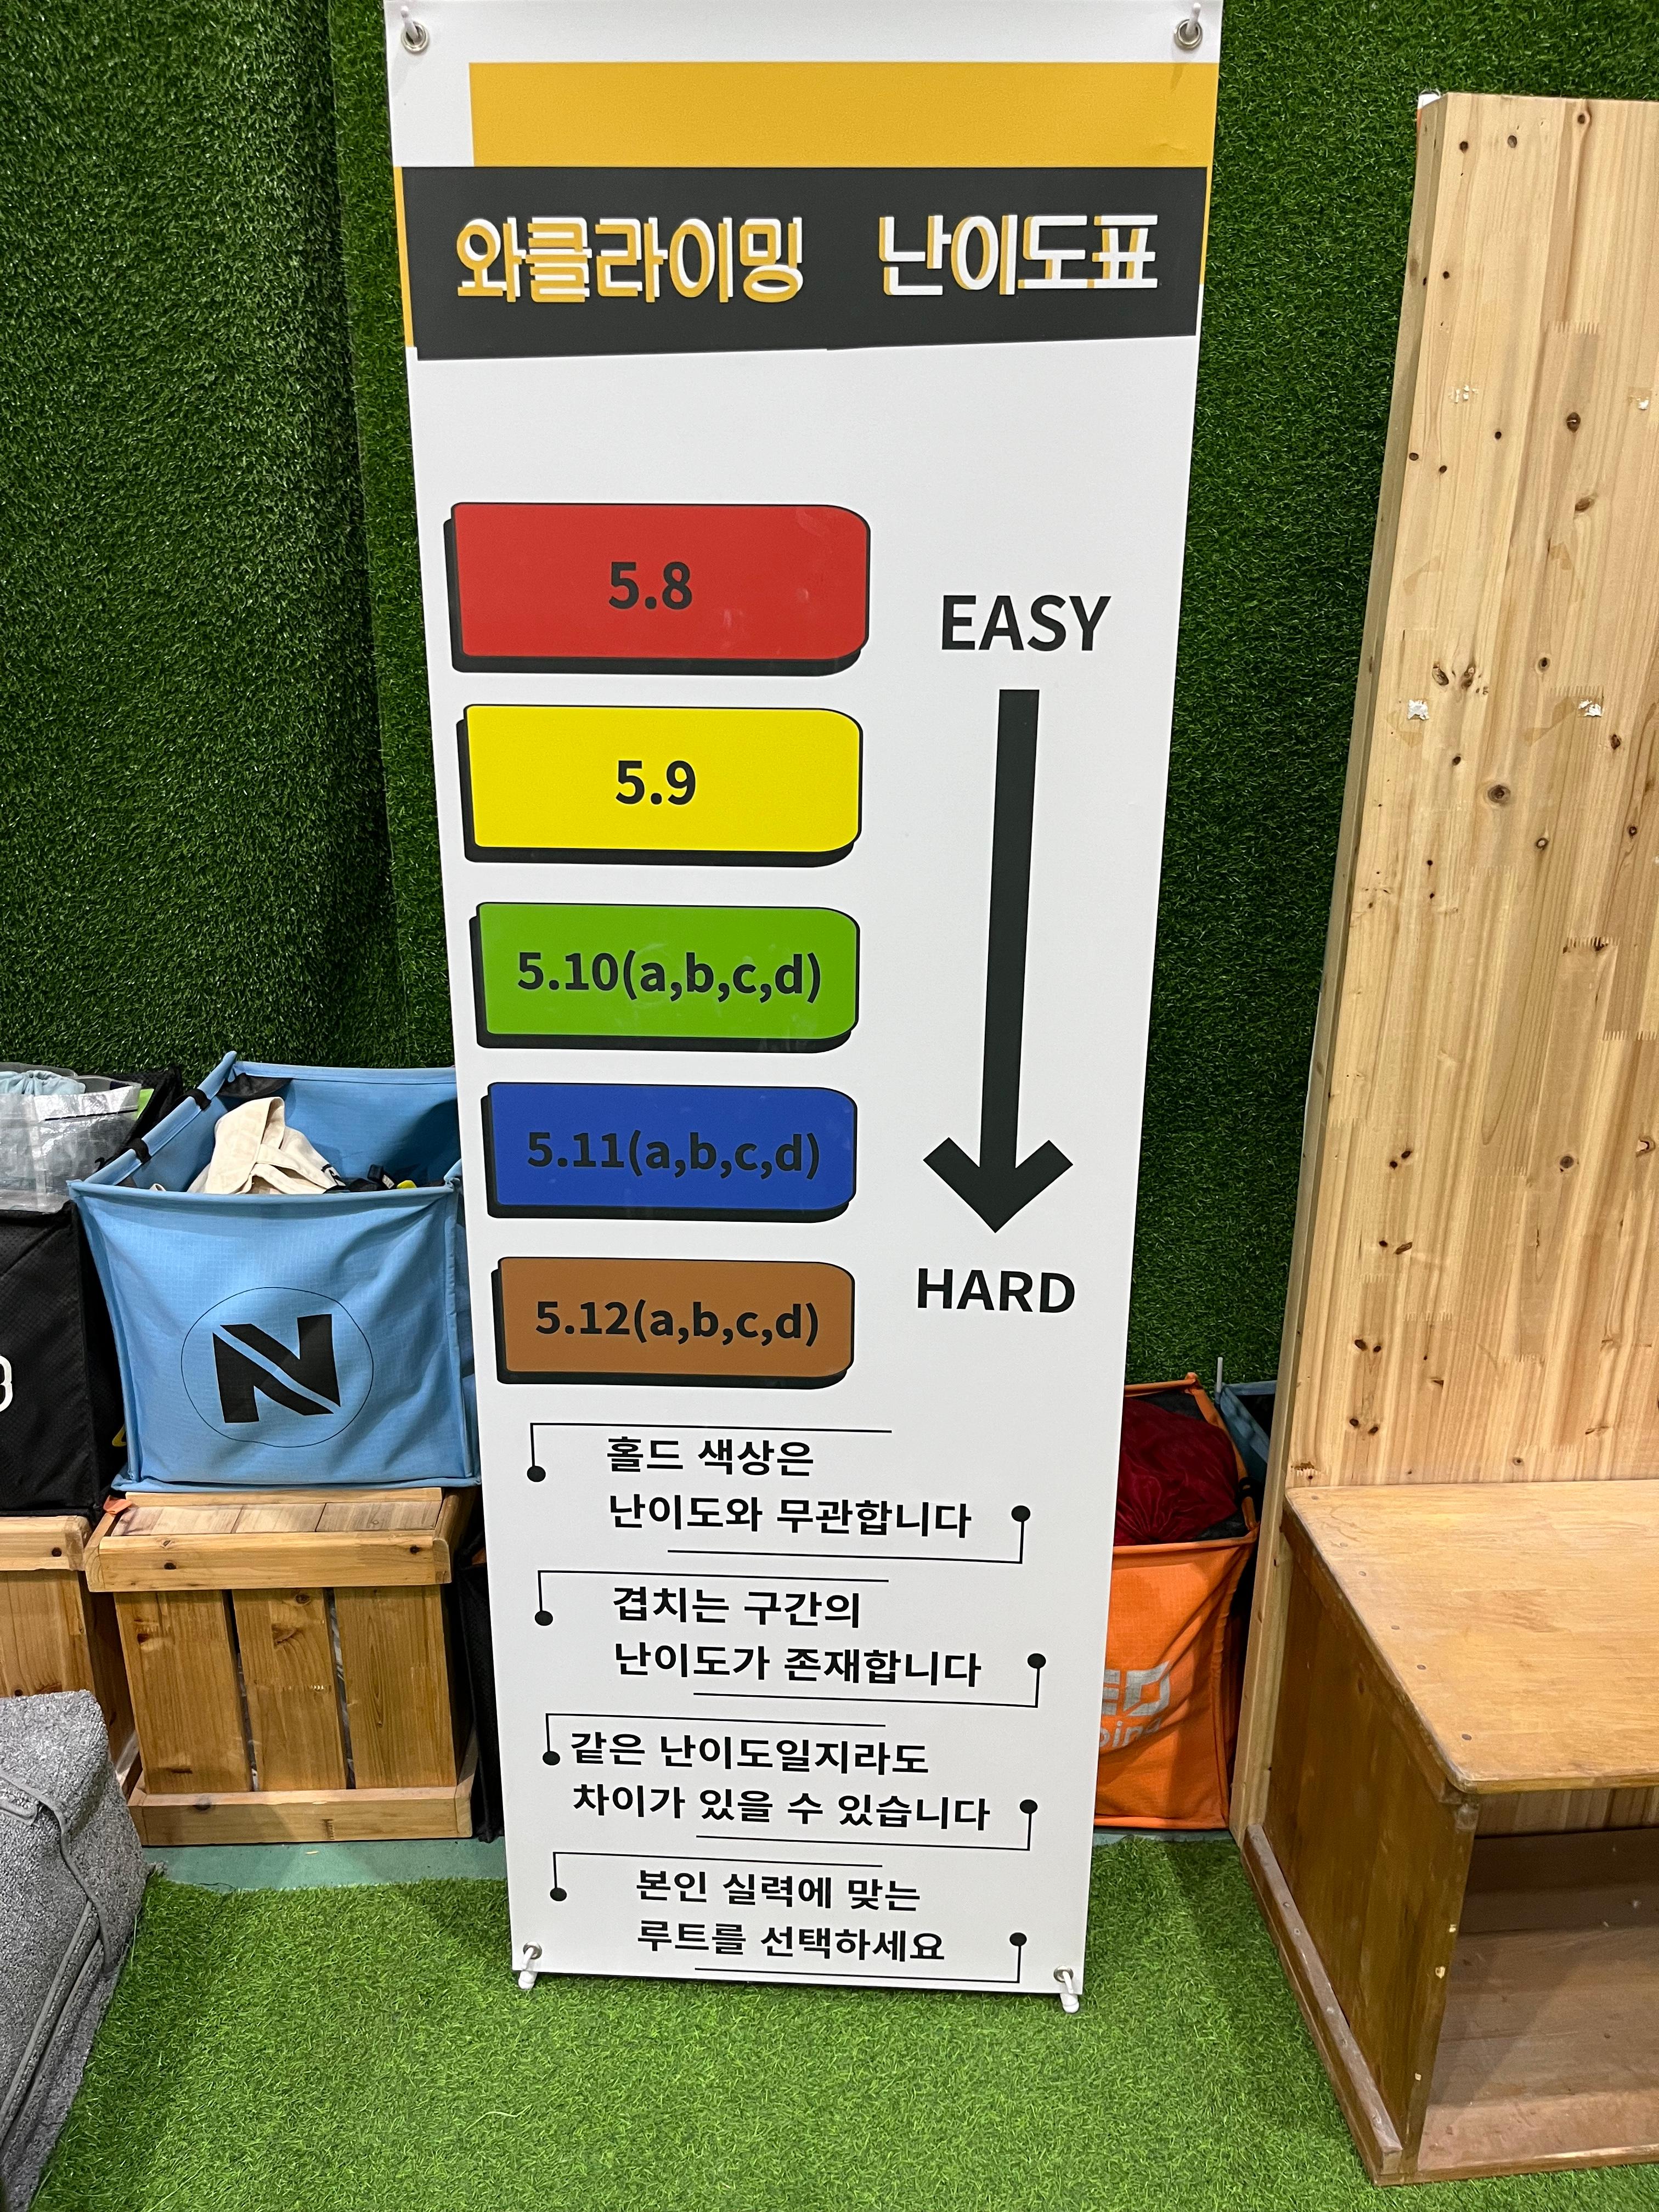 와클라이밍 난이도표
5.8
EASY
5.9
5.10(a,b,c,d)
5.11(a,b,c,d)
5.12(a,b,c,d)
HARD
홀드 색상은
난이도와 무관합니다
겹치는 구간의
난이도가 존재합니다
같은 난이도일지라도
차이가 있을 수 있습니다
본인 실력에 맞는
루트를 선택하세요
N